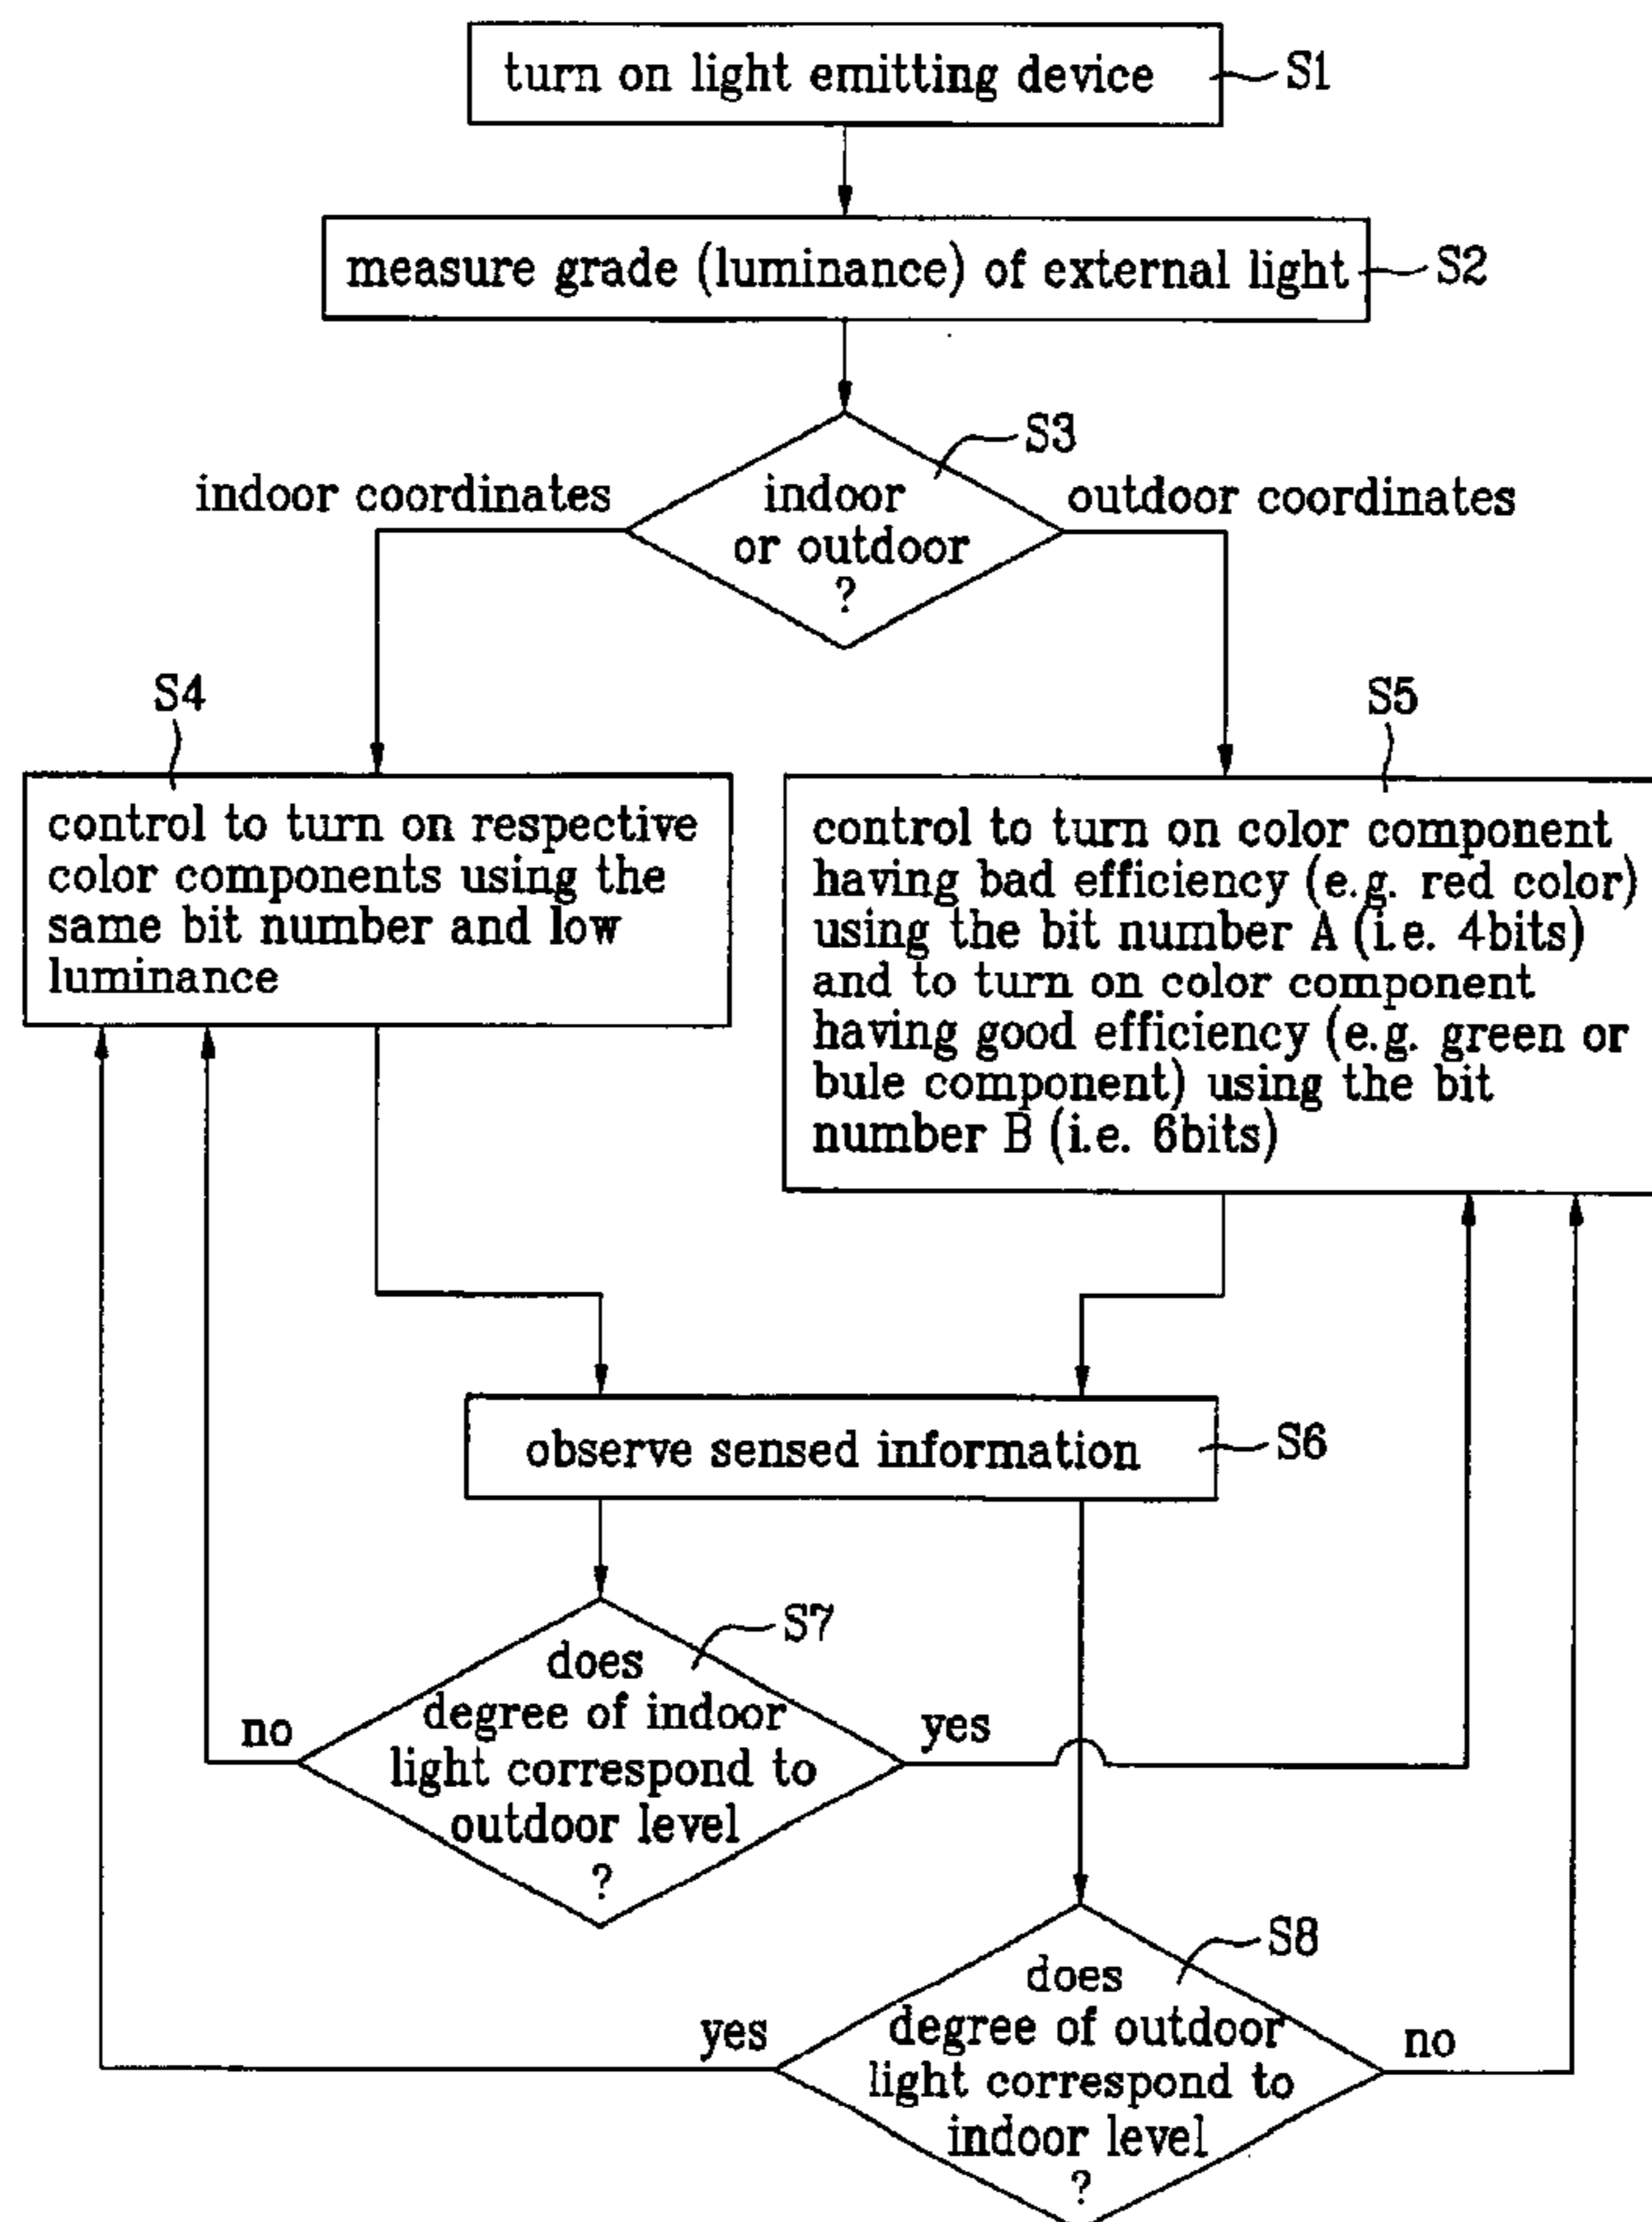 turn on light emitting device
S1
measure grade (luminance) of external light
S2
S3
indoor coordinates
indoor
or outdoor
?
outdoor coordinates
S4
control to turn on respective
color components using the
same bit number and low
luminance
S5
control to turn on color component
having bad efficiency (e.g. red color)
using the bit number A (i.e. 4bits)
and to turn on color component
having good efficiency (e.g. green or
bule component) using the bit
number B (i.e. 6bits)
observe sensed information
S6
S7
does
degree of indoor
light correspond to
outdoor level
?
no
yes
S8
does
degree of outdoor
light correspond to
indoor level
?
yes
no